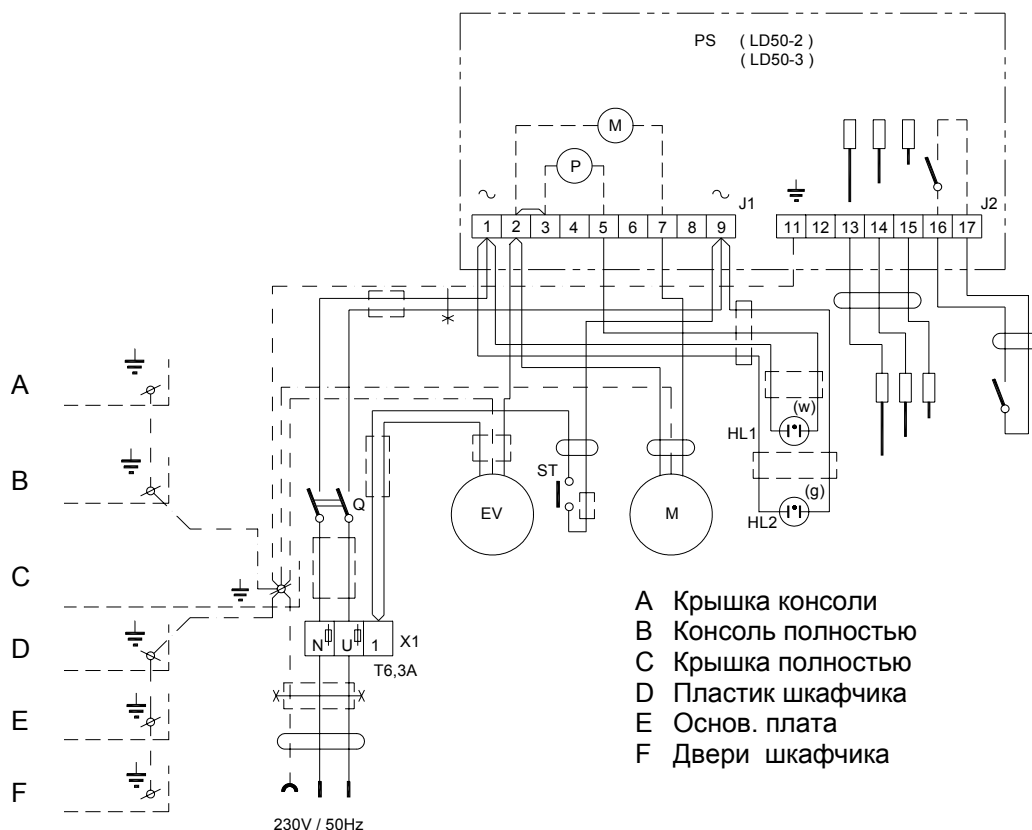 PS ( LD50-2 )
( LD50-3 )
M
P
J1
J2
1 2 3 4 5 6 7 8 9
11 12 13 14 15 16 17
A
B
C
D
E
F
(w)
HL1
ST
Q
EV
M
(g)
HL2
N U 1 X1
T6,3A
230V / 50Hz
A Крышка консоли
B Консоль полностью
C Крышка полностью
D Пластик шкафчика
E Основ. плата
F Двери шкафчика